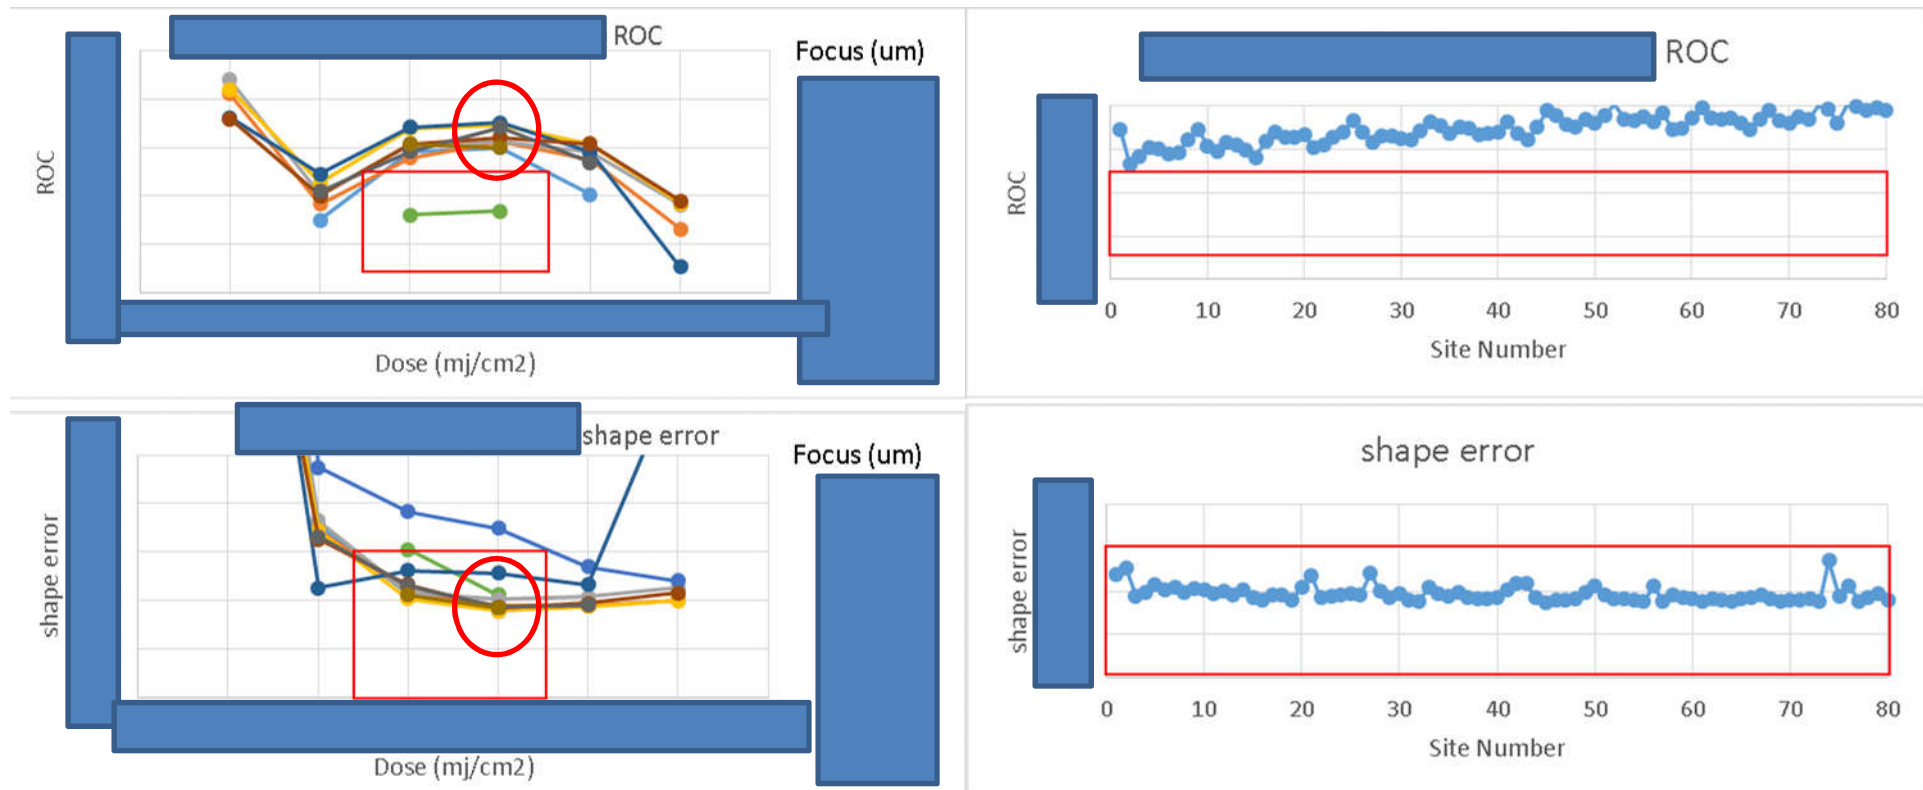 ROC
Focus (um)
ROC
Dose (mj/cm2)
ROC
ROC
0 10 20 30 40 50 60 70 80
Site Number
shape error
Focus (um)
shape error
Dose (mj/cm2)
shape error
shape error
0 10 20 30 40 50 60 70 80
Site Number